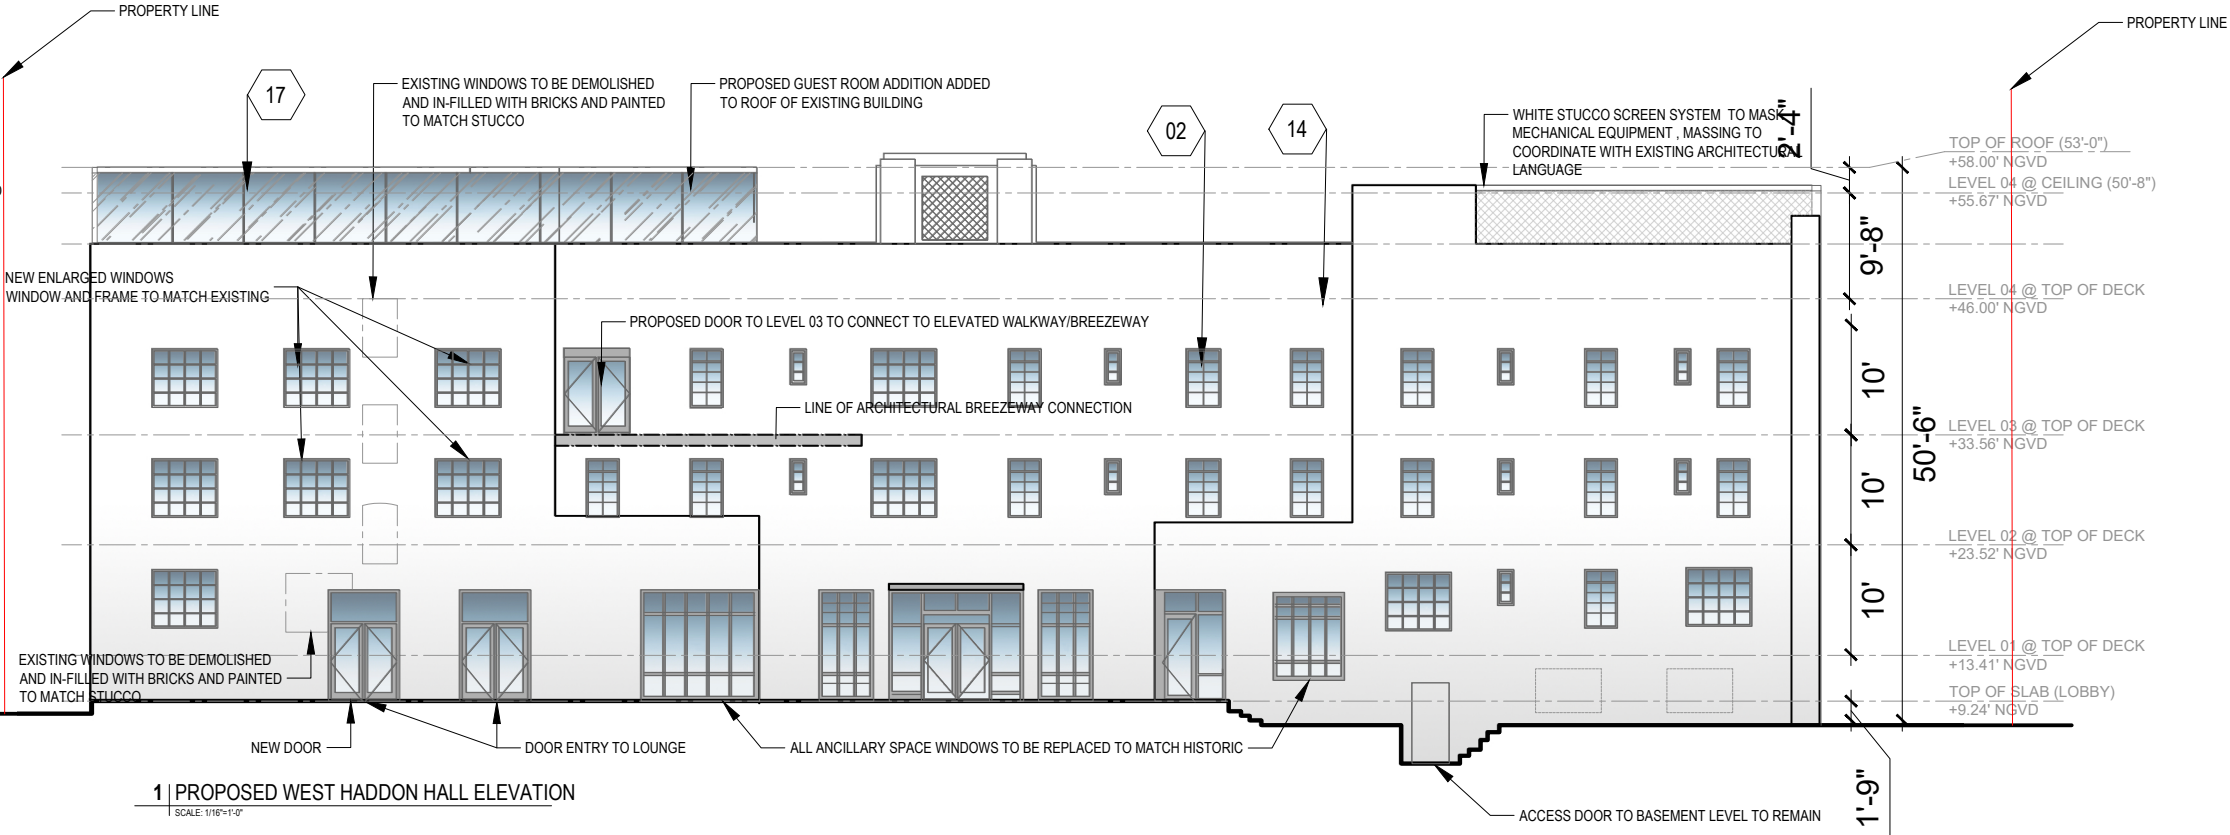 PROPERTY LINE
PROPERTY LINE
17
EXISTING WINDOWS TO BE DEMOLISHED
AND IN-FILLED WITH BRICKS AND PAINTED
TO MATCH STUCCO
PROPOSED GUEST ROOM ADDITION ADDED
TO ROOF OF EXISTING BUILDING
02
14
WHITE STUCCO SCREEN SYSTEM TO MASK
MECHANICAL EQUIPMENT , MASSING TO
COORDINATE WITH EXISTING ARCHITECTURAL
LANGUAGE
2'-4"
TOP OF ROOF (53'-0")
+58.00' NGVD
LEVEL 04 @ CEILING (50'-8")
+55.67' NGVD
9'-8"
NEW ENLARGED WINDOWS
WINDOW AND FRAME TO MATCH EXISTING
LEVEL 04 @ TOP OF DECK
+46.00' NGVD
PROPOSED DOOR TO LEVEL 03 TO CONNECT TO ELEVATED WALKWAY/BREEZEWAY
10'
LINE OF ARCHITECTURAL BREEZEWAY CONNECTION
LEVEL 03 @ TOP OF DECK
+33.56' NGVD
50'-6"
10'
LEVEL 02 @ TOP OF DECK
+23.52' NGVD
10'
EXISTING WINDOWS TO BE DEMOLISHED
AND IN-FILLED WITH BRICKS AND PAINTED
TO MATCH STUCCO
LEVEL 01 @ TOP OF DECK
+13.41' NGVD
TOP OF SLAB (LOBBY)
+9.24' NGVD
NEW DOOR
DOOR ENTRY TO LOUNGE
ALL ANCILLARY SPACE WINDOWS TO BE REPLACED TO MATCH HISTORIC
1'-9"
1 PROPOSED WEST HADDON HALL ELEVATION
SCALE: 1/16"=1'-0"
ACCESS DOOR TO BASEMENT LEVEL TO REMAIN